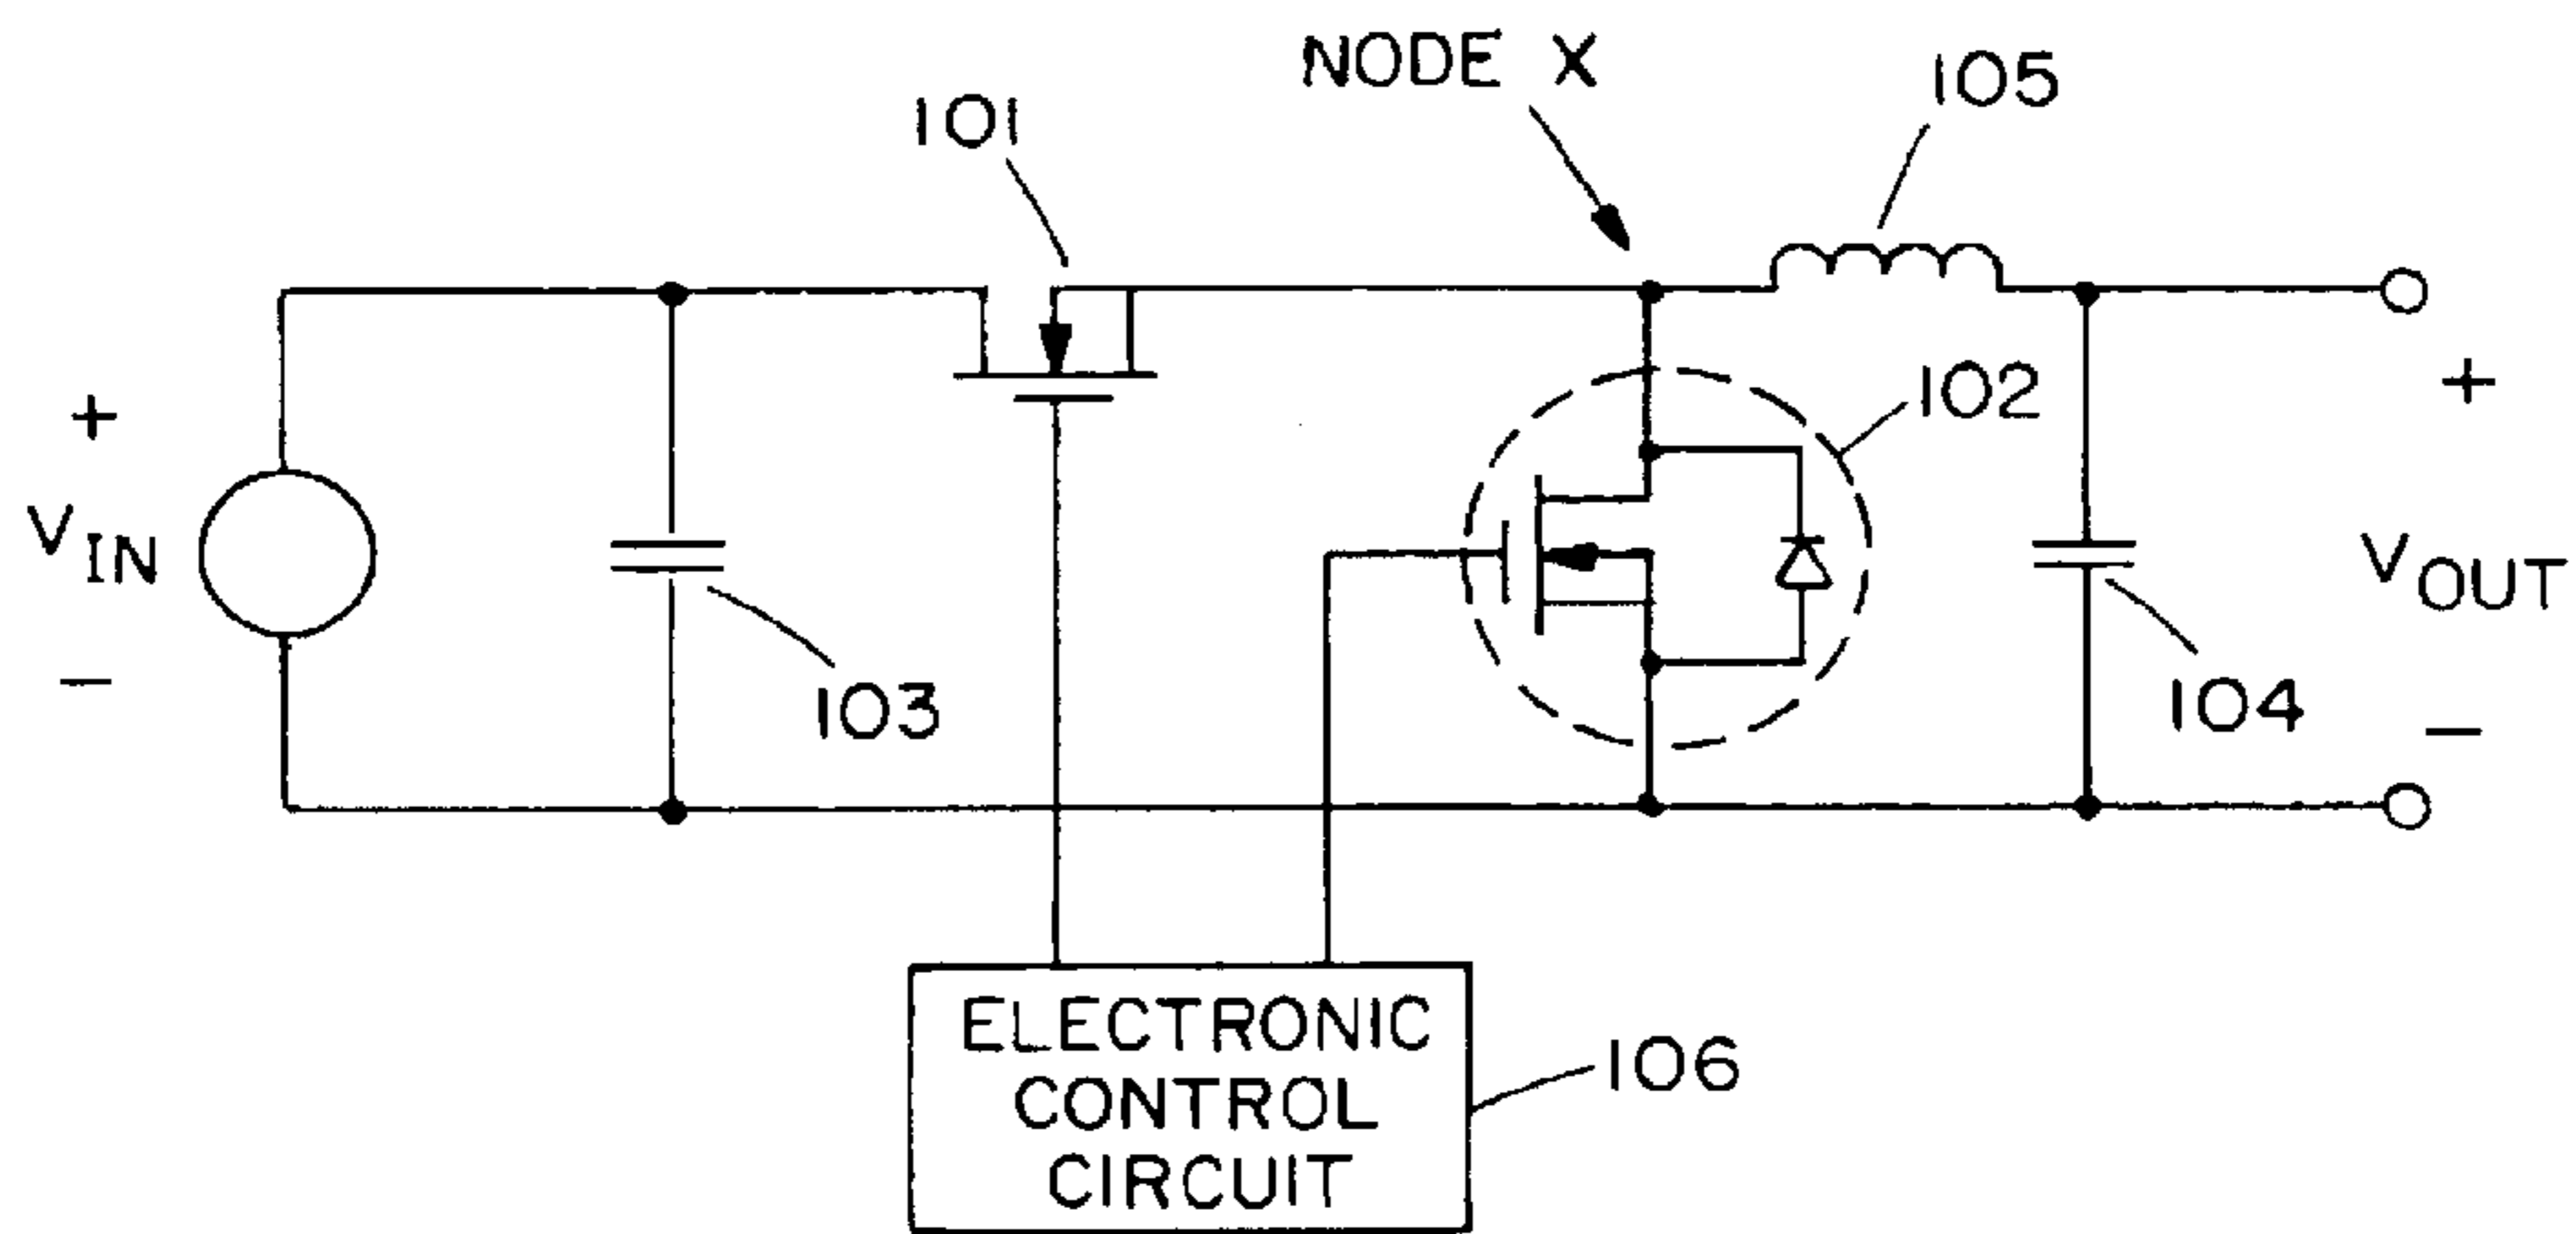 NODE X
105
101
102
+
+
VIN
VOUT
−
103
104
−
ELECTRONIC
CONTROL
CIRCUIT
106